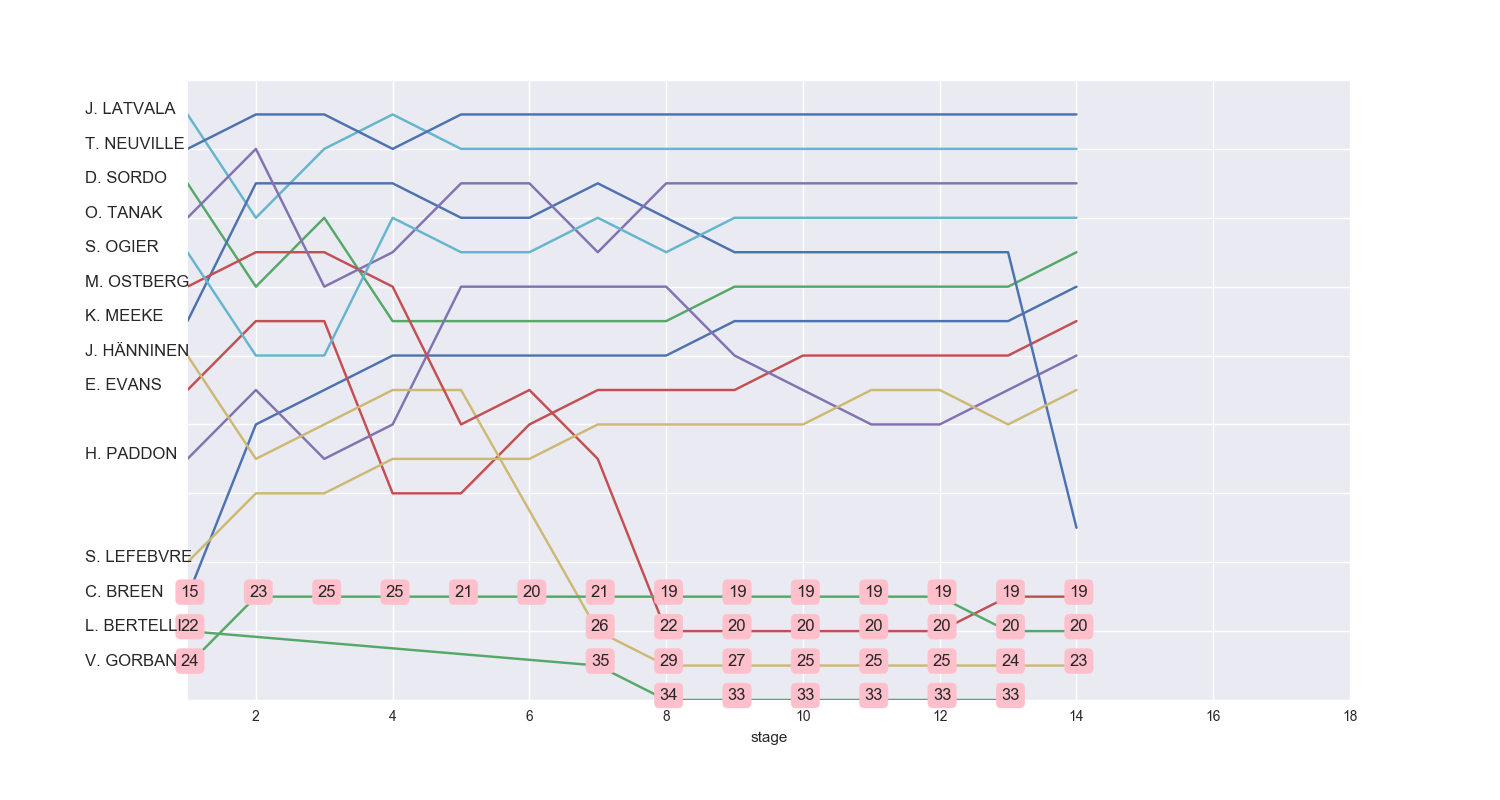 J. LATVALA
T. NEUVILLE
D. SORDO
O. TANAK
S. OGIER
M. OSTBERG
K. MEEKE
J. HÄNNINEN
E. EVANS
H. PADDON
S. LEFEBVRE
C. BREEN 15 23 25 25 21 20 21 19 19 19 19 19 19 19
L. BERTELLI 22 26 22 20 20 20 20 20 20
V. GORBAN 24 35 29 27 25 25 25 24 23
34 33 33 33 33 33
2 4 6 8 10 12 14 16 18
stage